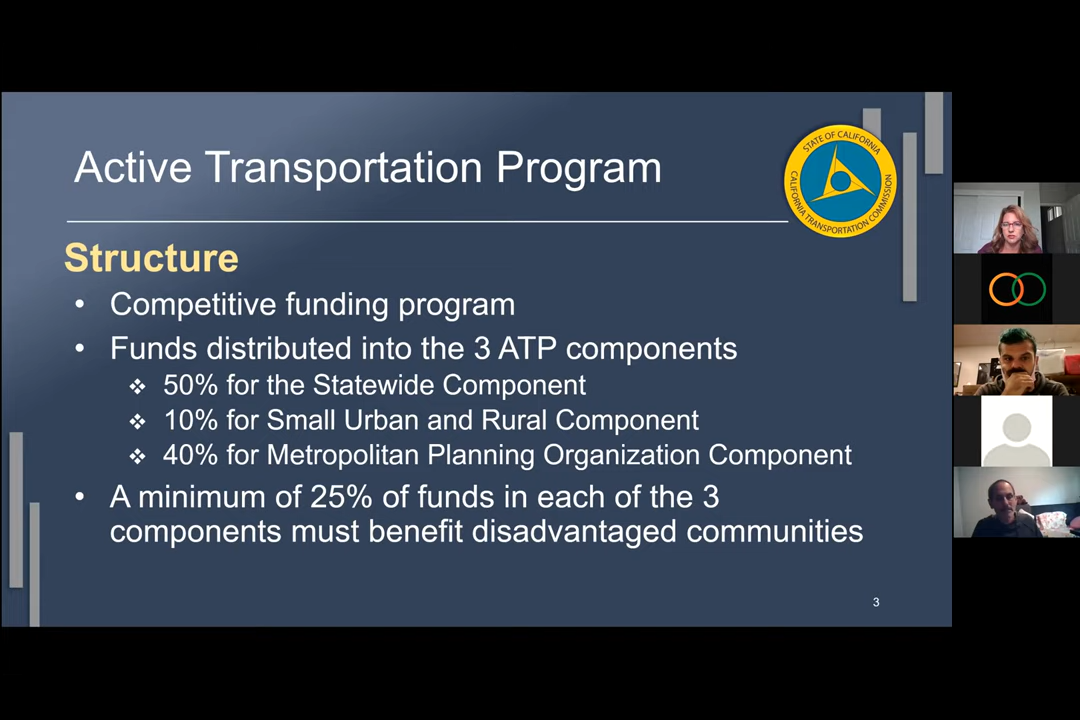 Active Transportation Program
STATE OF CALIFORNIA
CALIFORNIA TRANSPORTATION COMMISSION
Structure
• Competitive funding program
• Funds distributed into the 3 ATP components
❖ 50% for the Statewide Component
❖ 10% for Small Urban and Rural Component
❖ 40% for Metropolitan Planning Organization Component
• A minimum of 25% of funds in each of the 3
components must benefit disadvantaged communities
3